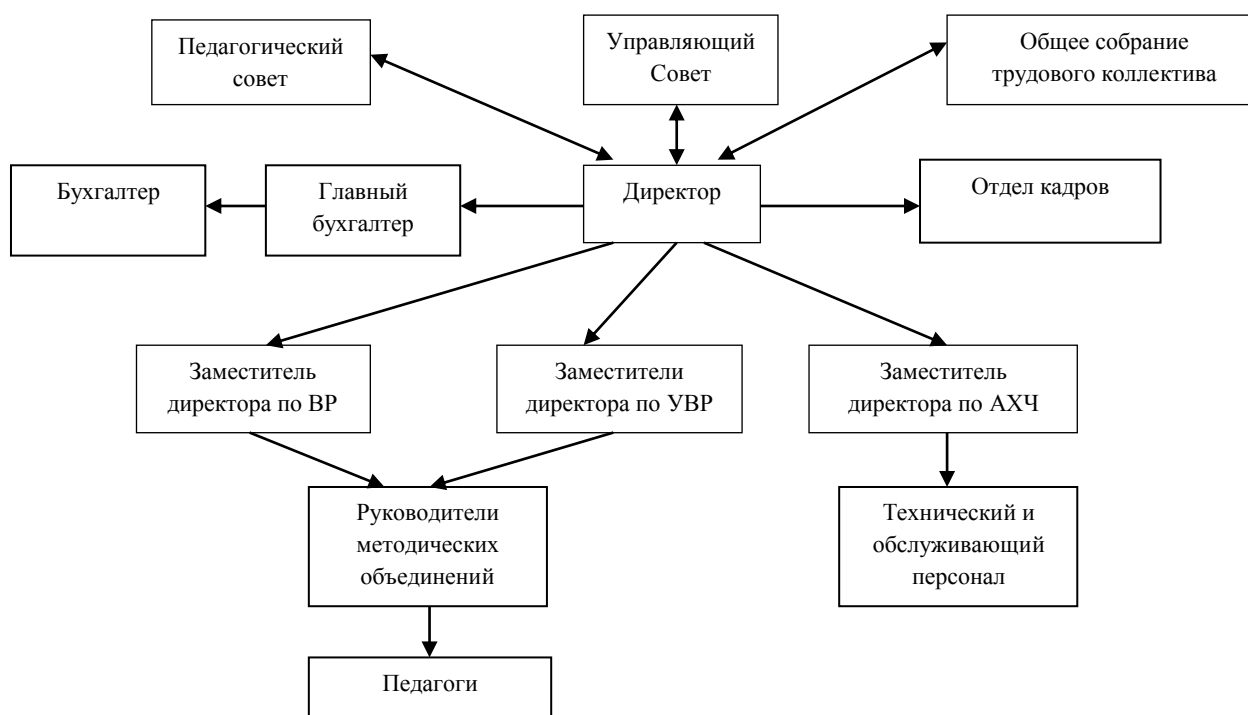 Педагогический
совет
Управляющий
Совет
Общее собрание
трудового коллектива
Бухгалтер
Главный
бухгалтер
Директор
Отдел кадров
Заместитель
директора по ВР
Заместители
директора по УВР
Заместитель
директора по АХЧ
Руководители
методических
объединений
Технический и
обслуживающий
персонал
Педагоги